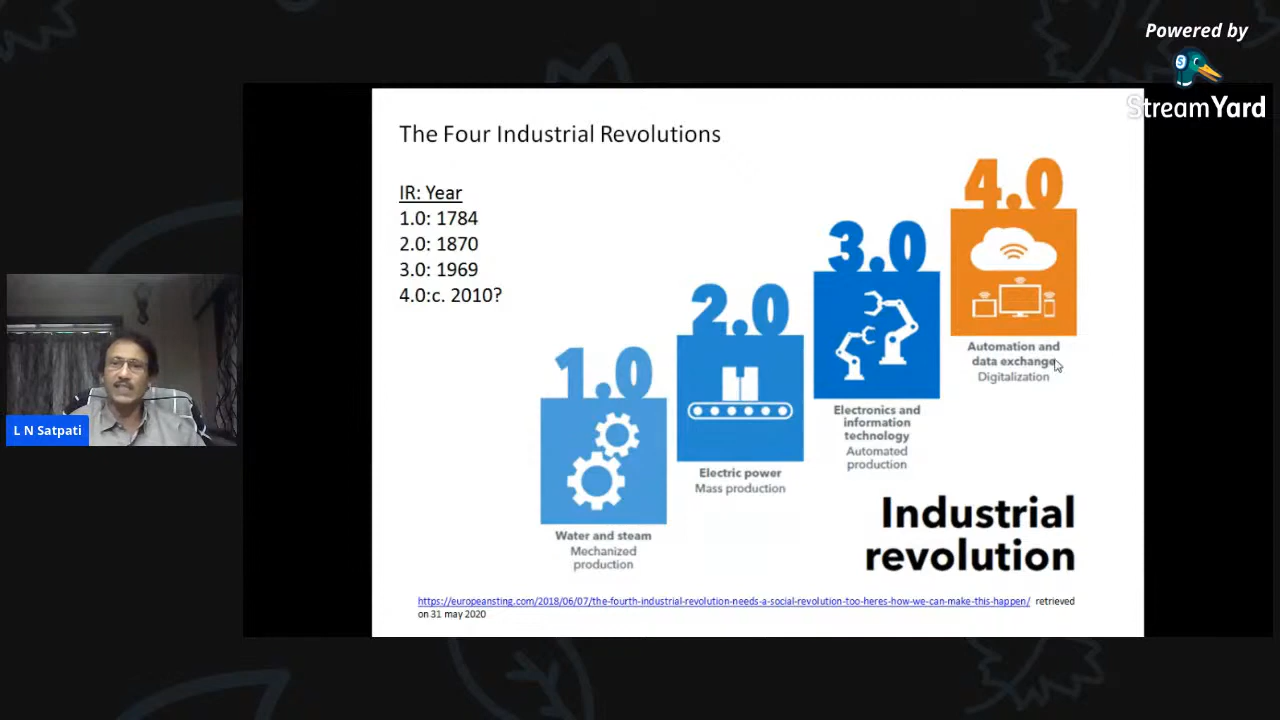 Powered by
StreamYard
The Four Industrial Revolutions
IR: Year
1.0: 1784
2.0: 1870
3.0: 1969
4.0:c. 2010?
4.0
Automation and
data exchange
Digitalization
3.0
Electronics and
information
technology
Automated
production
2.0
Electric power
Mass production
1.0
Water and steam
Mechanized
production
Industrial
revolution
https://europeansting.com/2018/06/07/the-fourth-industrial-revolution-needs-a-social-revolution-too-heres-how-we-can-make-this-happen/ retrieved
on 31 may 2020
L N Satpati